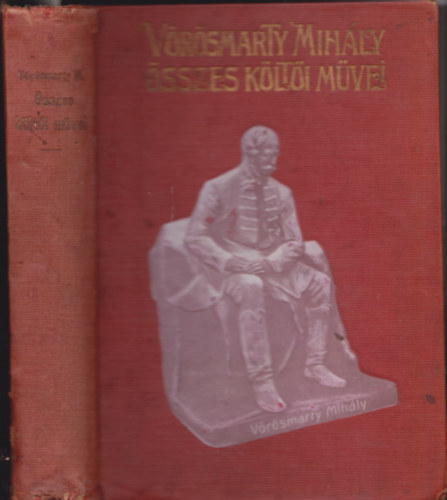 Vörösmarty M.
Összes
költői művei
VÖRÖSMARTY MIHÁLY
ÖSSZES KÖLTŐI MŰVEI
Vörösmarty Mihály